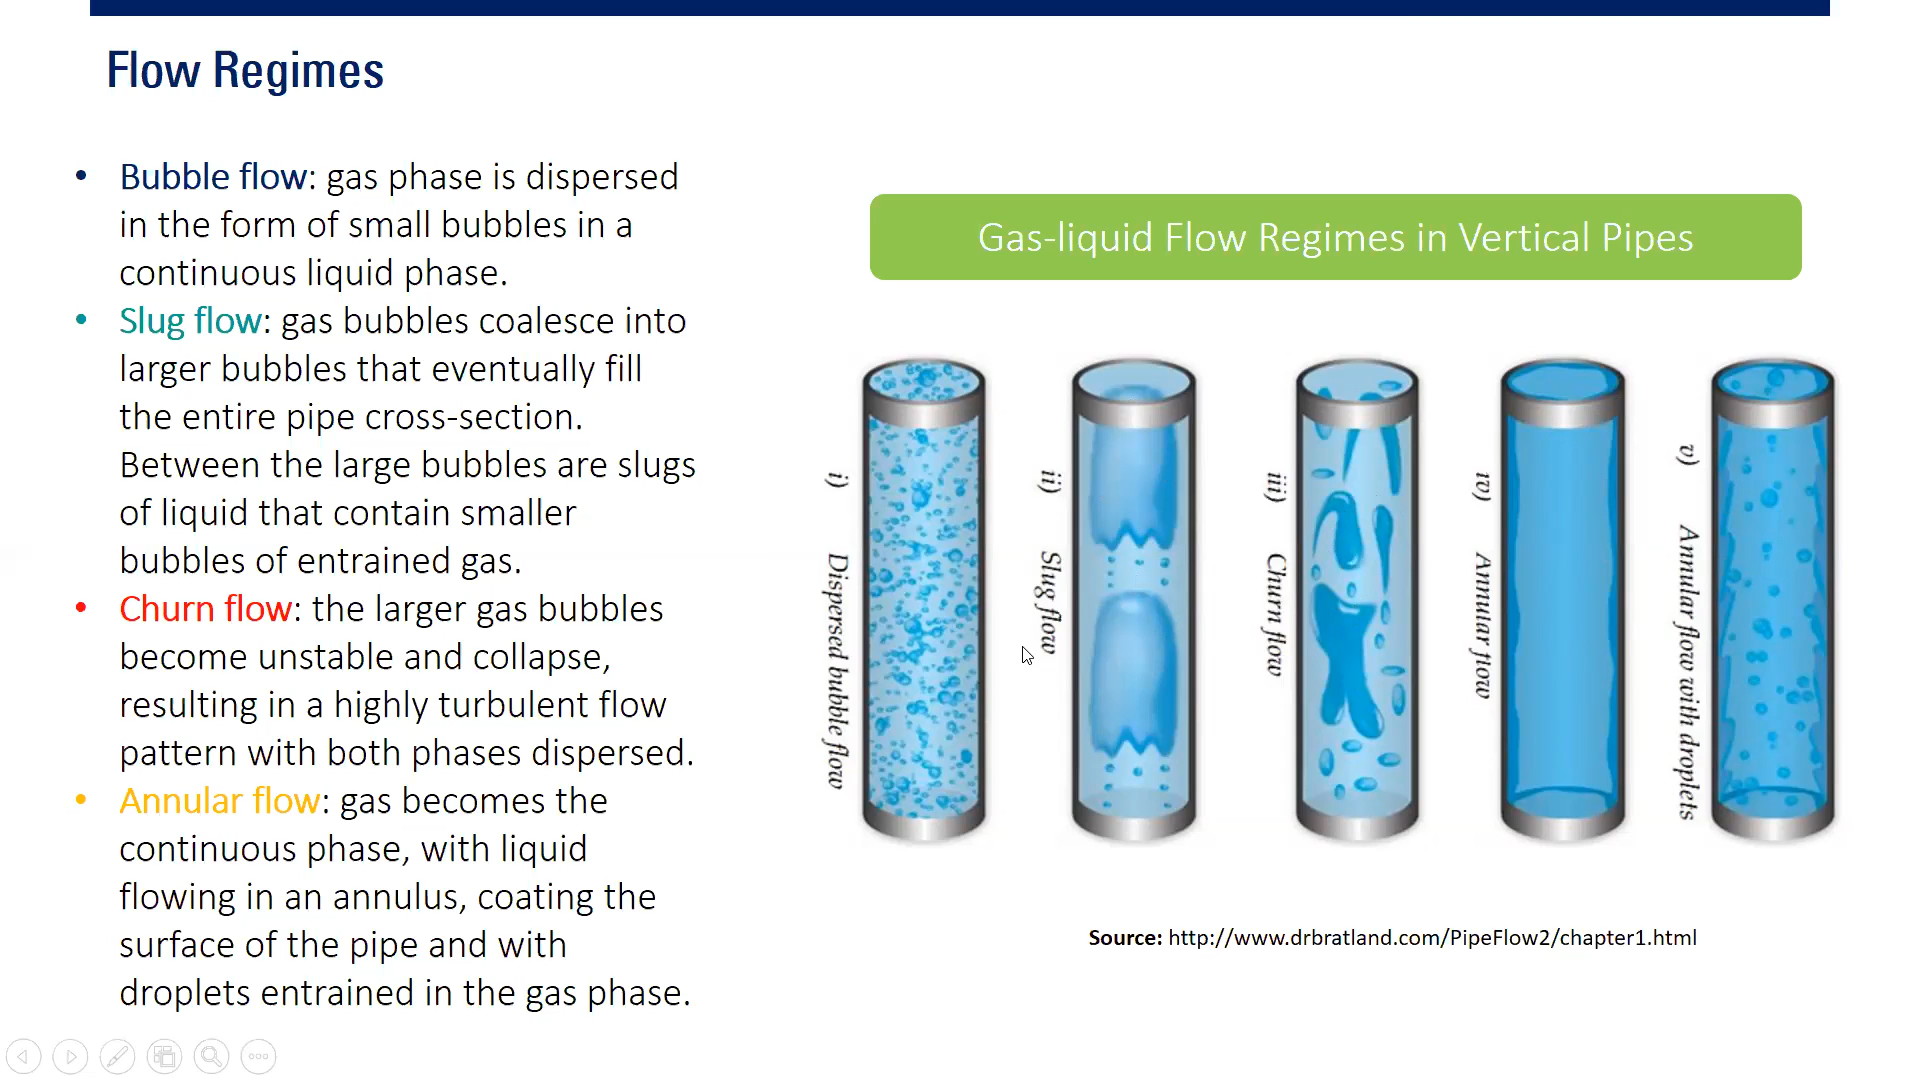 Flow Regimes
• Bubble flow: gas phase is dispersed
in the form of small bubbles in a
continuous liquid phase.
• Slug flow: gas bubbles coalesce into
larger bubbles that eventually fill
the entire pipe cross-section.
Between the large bubbles are slugs
of liquid that contain smaller
bubbles of entrained gas.
• Churn flow: the larger gas bubbles
become unstable and collapse,
resulting in a highly turbulent flow
pattern with both phases dispersed.
• Annular flow: gas becomes the
continuous phase, with liquid
flowing in an annulus, coating the
surface of the pipe and with
droplets entrained in the gas phase.
Gas-liquid Flow Regimes in Vertical Pipes
i) Dispersed bubble flow
ii) Slug flow
iii) Churn flow
iv) Annular flow
v) Annular flow with droplets
Source: http://www.drbratland.com/PipeFlow2/chapter1.html